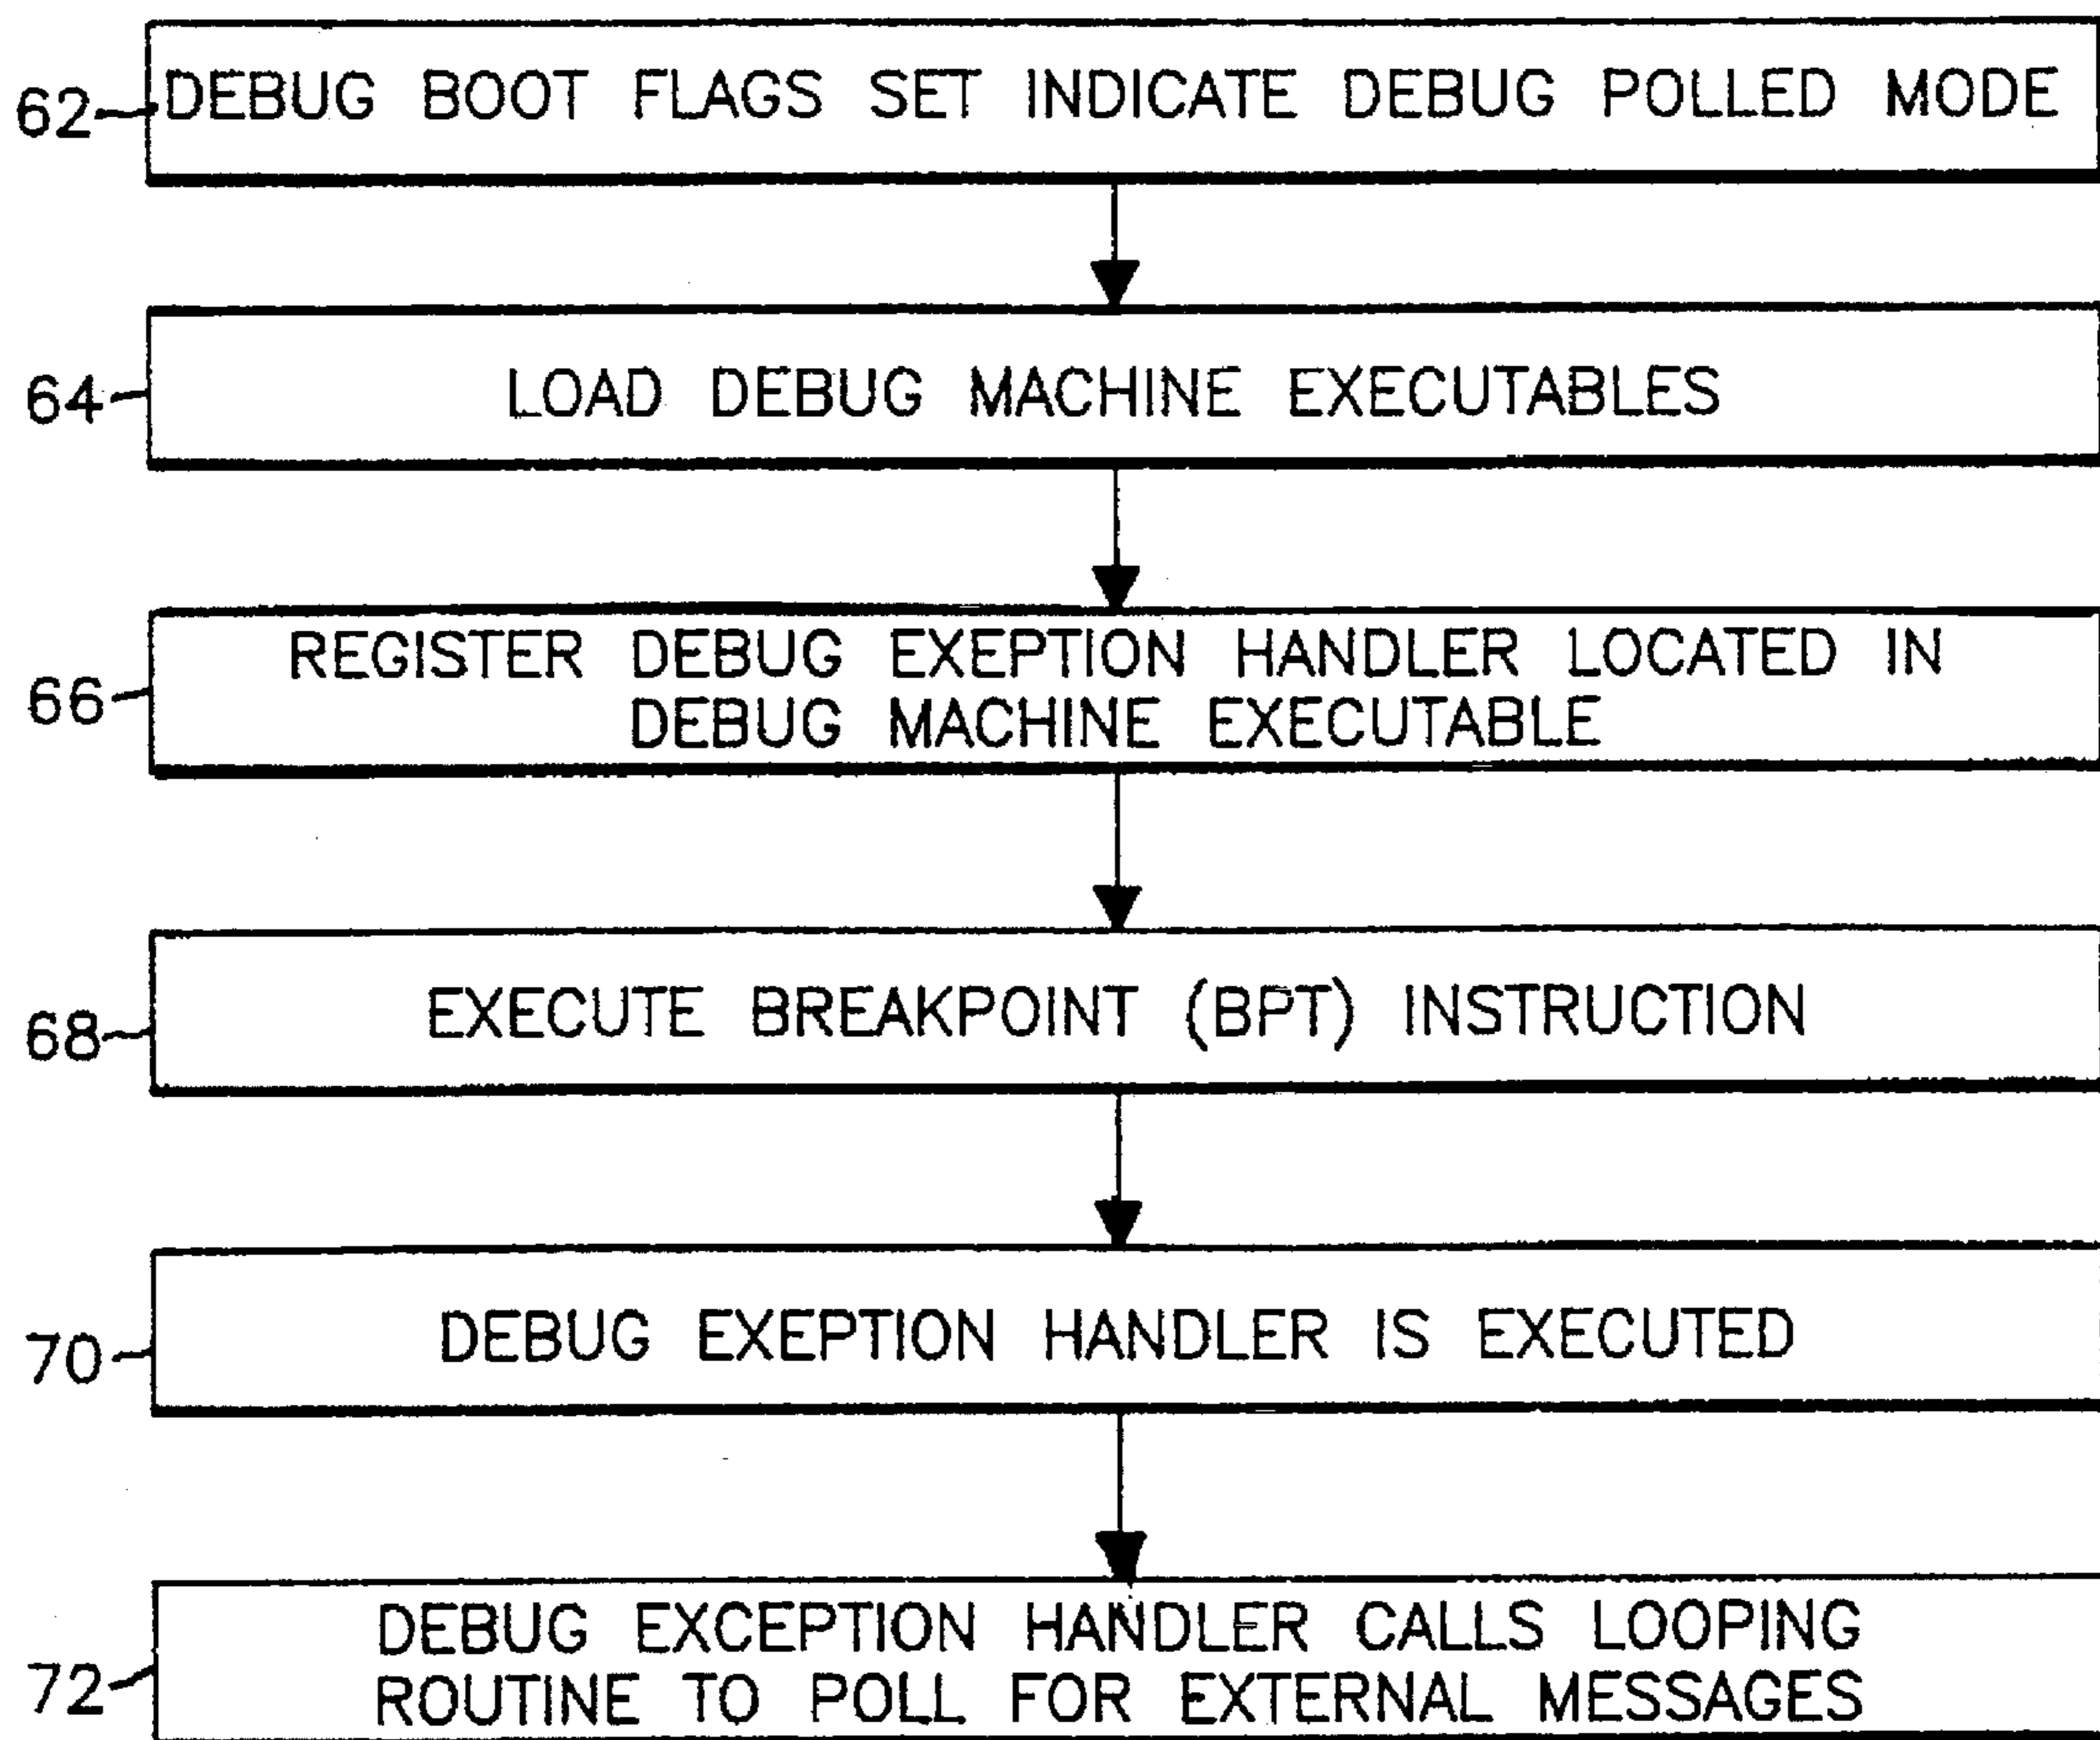 62 DEBUG BOOT FLAGS SET INDICATE DEBUG POLLED MODE
64 LOAD DEBUG MACHINE EXECUTABLES
REGISTER DEBUG EXEPTION HANDLER LOCATED IN
66 DEBUG MACHINE EXECUTABLE
68 EXECUTE BREAKPOINT (BPT) INSTRUCTION
70 DEBUG EXEPTION HANDLER IS EXECUTED
DEBUG EXCEPTION HANDLER CALLS LOOPING
72 ROUTINE TO POLL FOR EXTERNAL MESSAGES